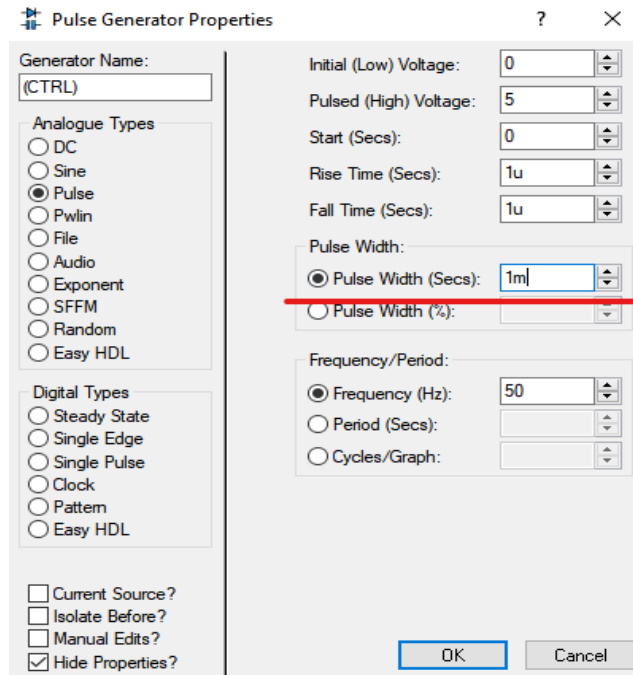 Pulse Generator Properties ? ×
Generator Name:
(CTRL)
Analogue Types
DC
Sine
Pulse
Pwlin
File
Audio
Exponent
SFFM
Random
Easy HDL
Digital Types
Steady State
Single Edge
Single Pulse
Clock
Pattern
Easy HDL
Current Source?
Isolate Before?
Manual Edits?
Hide Properties?
Initial (Low) Voltage: 0
Pulsed (High) Voltage: 5
Start (Secs): 0
Rise Time (Secs): 1u
Fall Time (Secs): 1u
Pulse Width:
Pulse Width (Secs): 1m
Pulse Width (%):
Frequency/Period:
Frequency (Hz): 50
Period (Secs):
Cycles/Graph:
OK Cancel